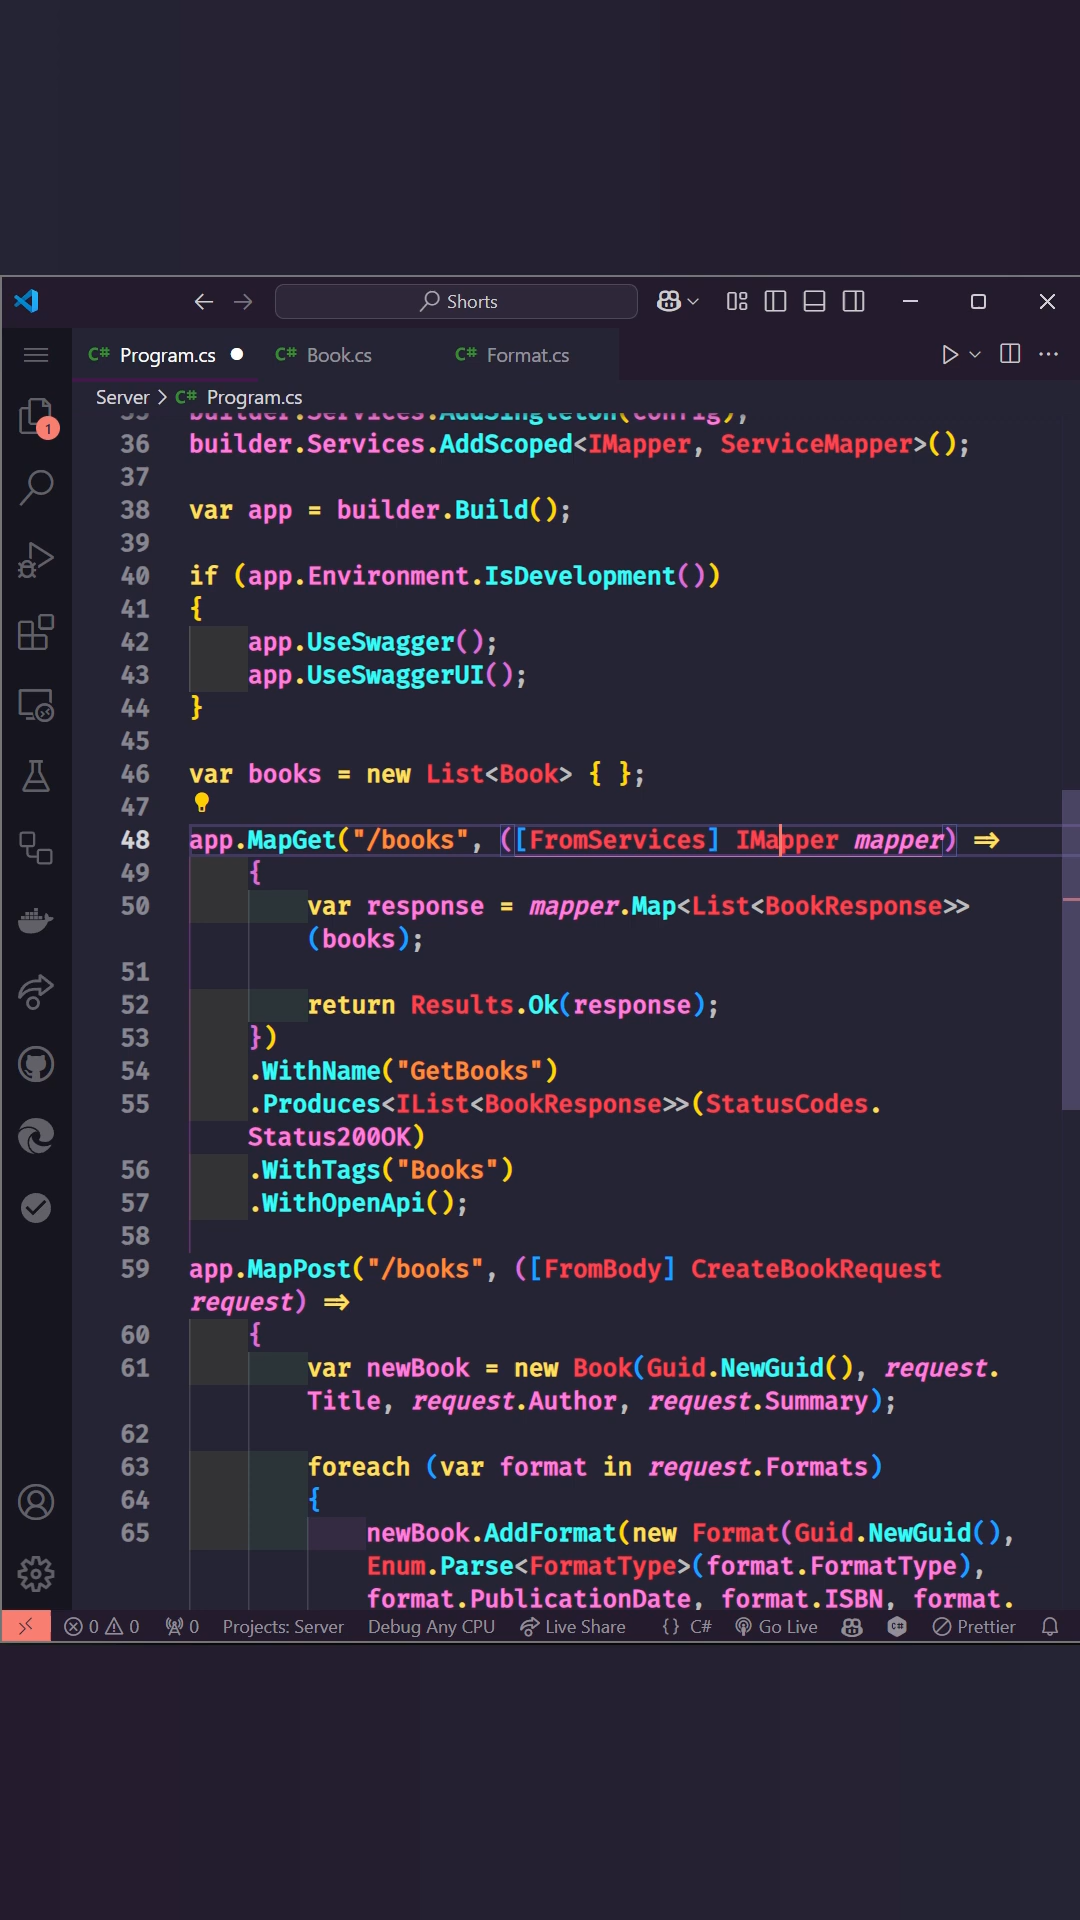 Shorts
C# Program.cs
C# Book.cs
C# Format.cs
Server > C# Program.cs
1
35 builder.Services.AddSingleton(config);
36 builder.Services.AddScoped<IMapper, ServiceMapper>();
37
38 var app = builder.Build();
39
40 if (app.Environment.IsDevelopment())
41 {
42 app.UseSwagger();
43 app.UseSwaggerUI();
44 }
45
46 var books = new List<Book> { };
47
48 app.MapGet("/books", ([FromServices] IMapper mapper) =>
49 {
50 var response = mapper.Map<List<BookResponse>>
(books);
51
52 return Results.Ok(response);
53 })
54 .WithName("GetBooks")
55 .Produces<IList<BookResponse>>(StatusCodes.
Status200OK)
56 .WithTags("Books")
57 .WithOpenApi();
58
59 app.MapPost("/books", ([FromBody] CreateBookRequest
request) =>
60 {
61 var newBook = new Book(Guid.NewGuid(), request.
Title, request.Author, request.Summary);
62
63 foreach (var format in request.Formats)
64 {
65 newBook.AddFormat(new Format(Guid.NewGuid(),
Enum.Parse<FormatType>(format.FormatType),
format.PublicationDate, format.ISBN, format.
0 0 0 Projects: Server Debug Any CPU Live Share {} C# Go Live Prettier